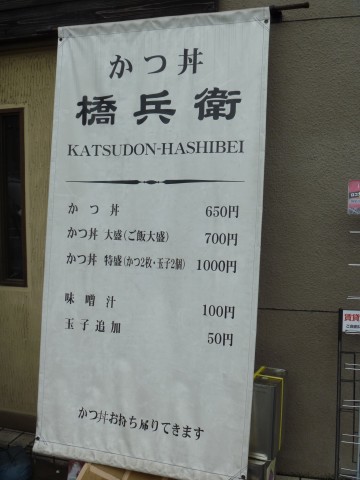 かつ丼
橋兵衛
KATSUDON-HASHIBEI
かつ丼 650円
かつ丼 大盛(ご飯大盛) 700円
かつ丼 特盛(かつ2枚・玉子2個) 1000円
味噌汁 100円
玉子追加 50円
かつ丼お持ち帰りできます